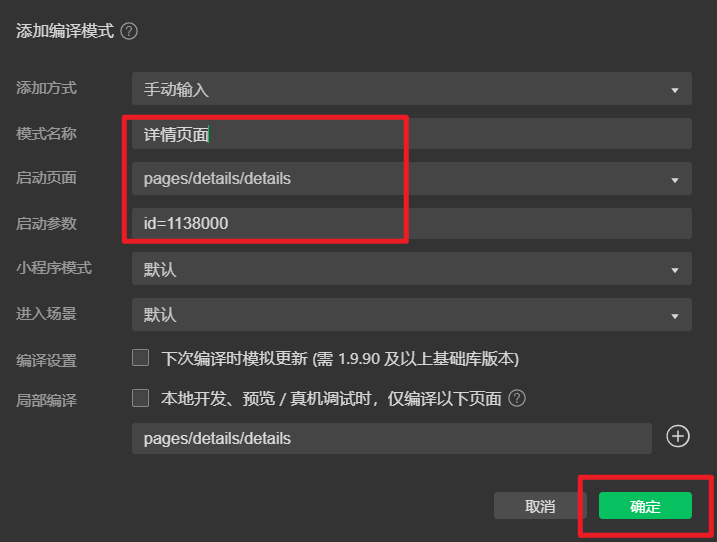 添加编译模式 ?
添加方式 手动输入
模式名称 详情页面
启动页面 pages/details/details
启动参数 id=1138000
小程序模式 默认
进入场景 默认
编译设置 下次编译时模拟更新 (需 1.9.90 及以上基础库版本)
局部编译 本地开发、预览 / 真机调试时，仅编译以下页面 ?
pages/details/details
取消 确定